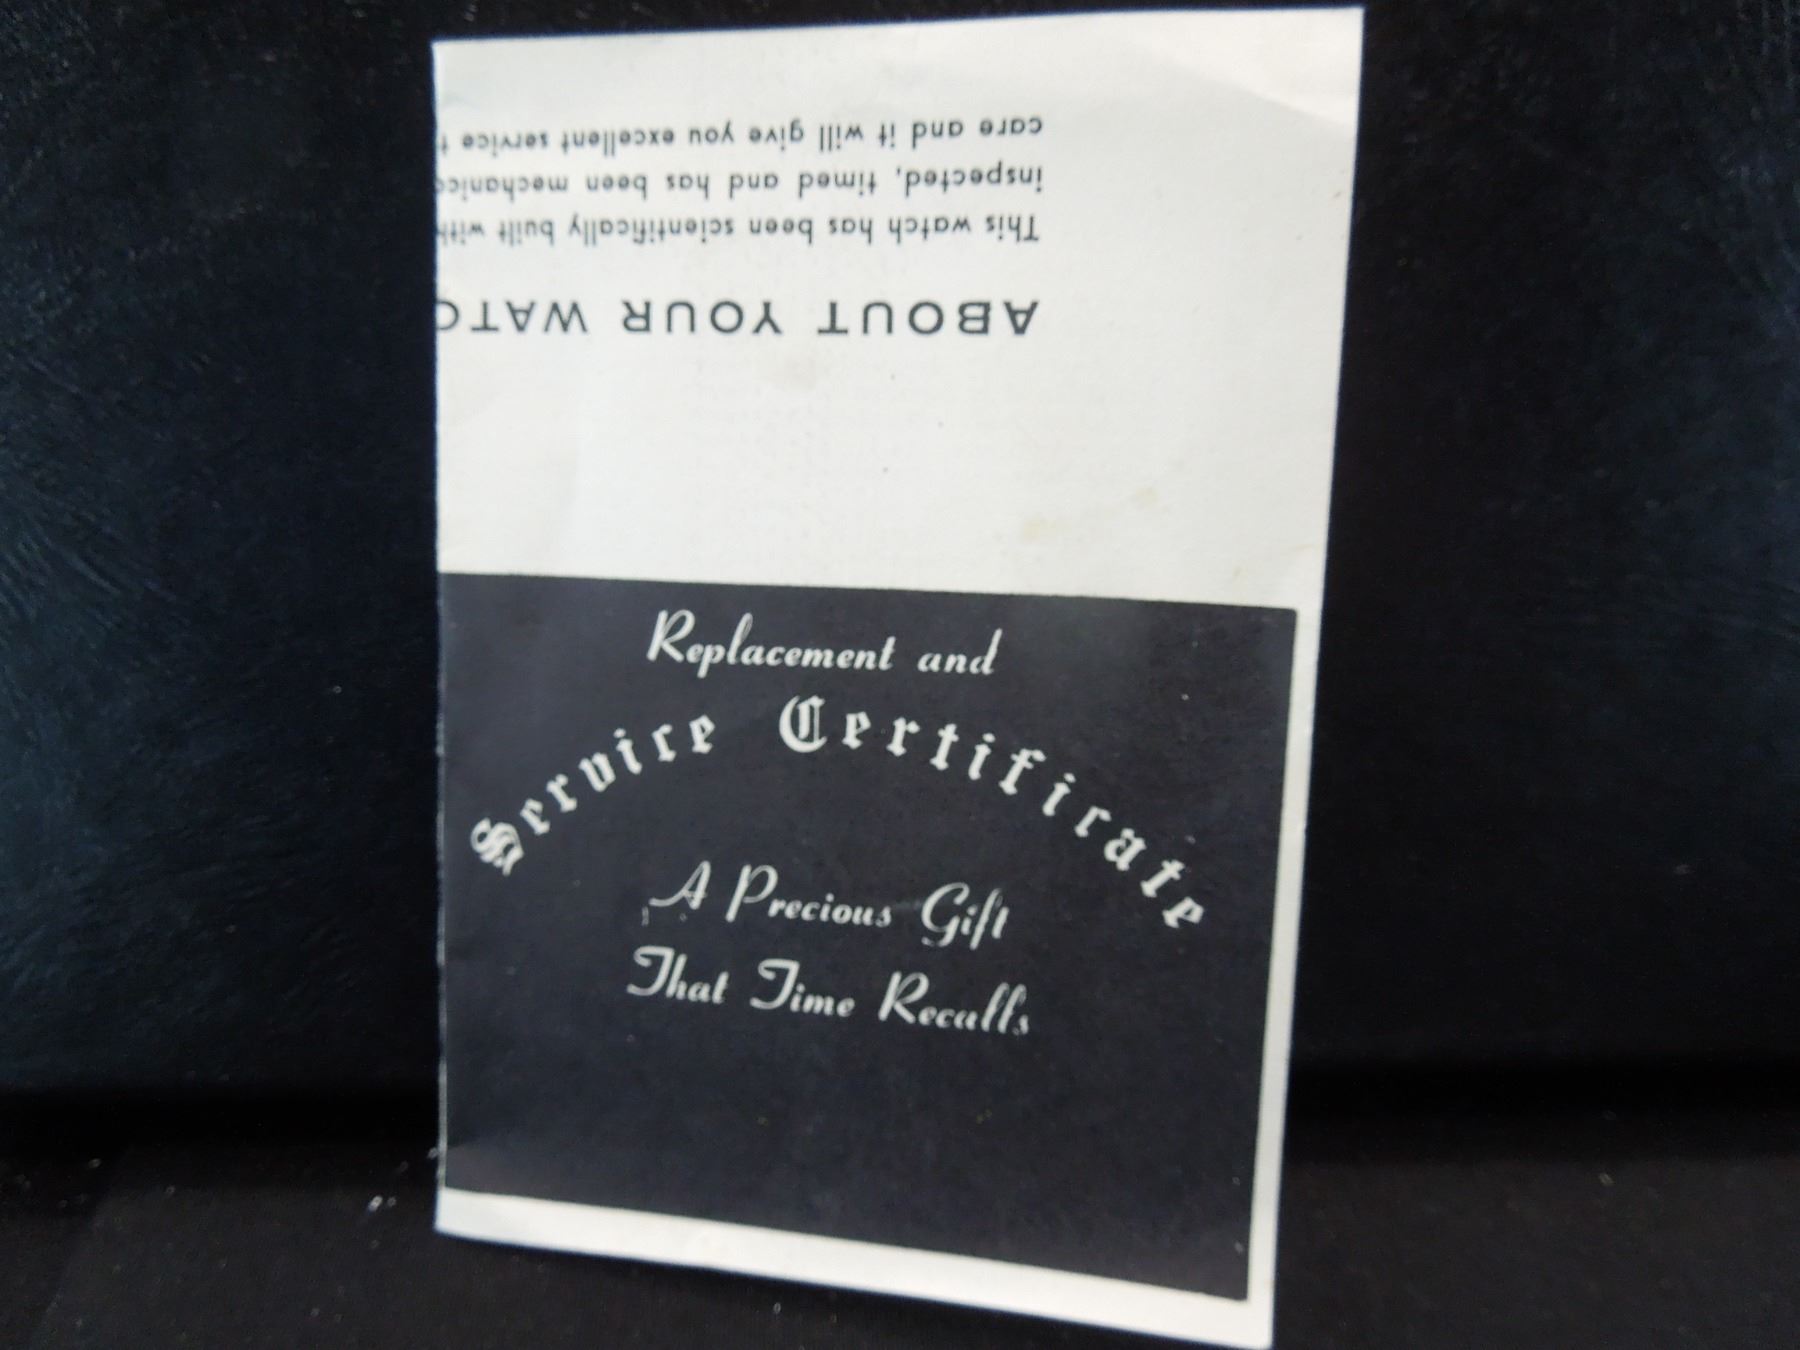 Replacement and
Service Certificate
A Precious Gift
That Time Recalls
ABOUT YOUR WATC
This watch has been scientifically built with
inspected, timed and has been mechanic
care and it will give you excellent service t